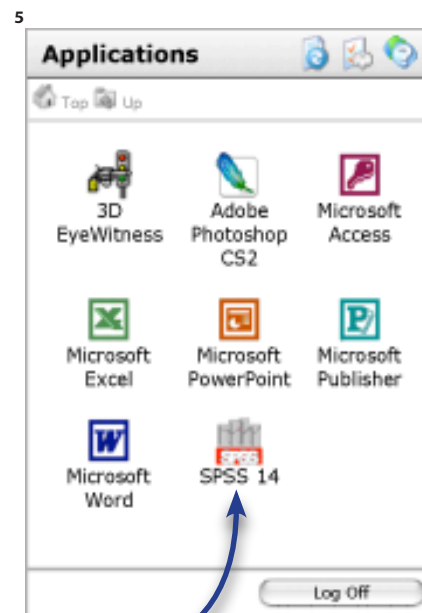 5
Applications
Top Up
3D EyeWitness
Adobe Photoshop CS2
Microsoft Access
Microsoft Excel
Microsoft PowerPoint
Microsoft Publisher
Microsoft Word
SPSS
SPSS 14
Log Off